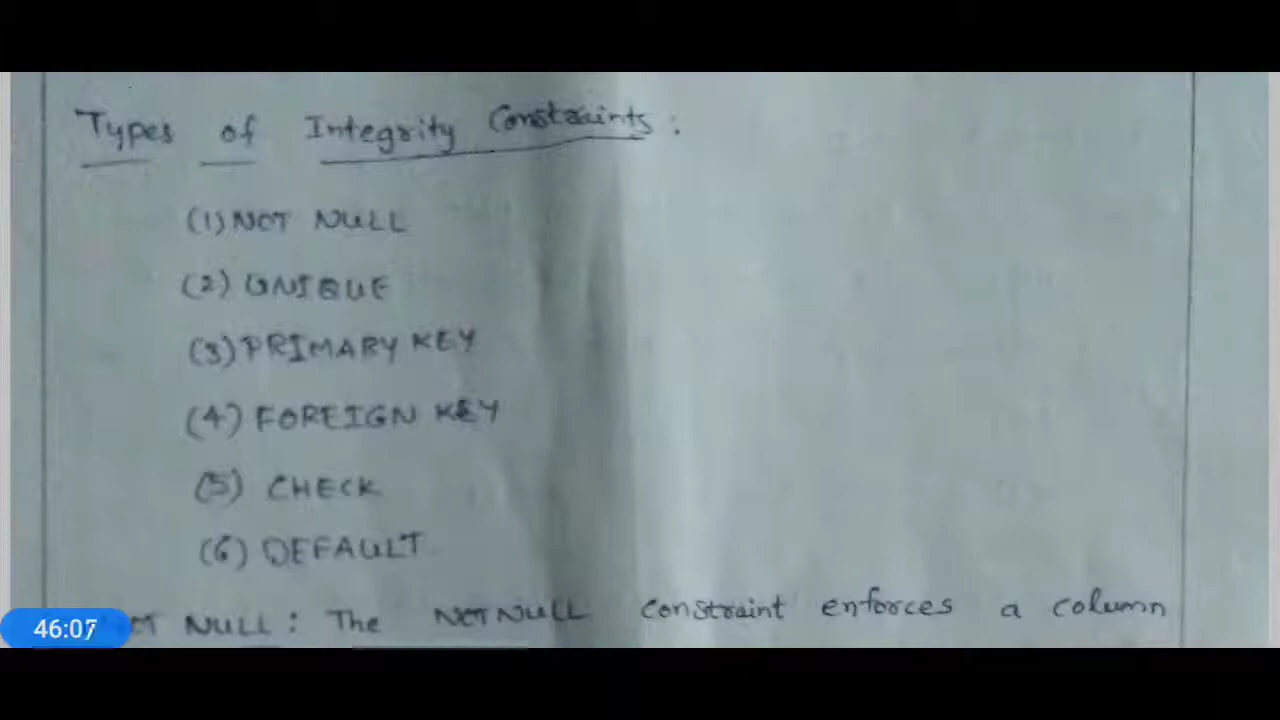 Types of Integrity Constraints :
(1) NOT NULL
(2) UNIQUE
(3) PRIMARY KEY
(4) FOREIGN KEY
(5) CHECK
(6) DEFAULT
NOT NULL : The NOT NULL constraint enforces a column
46:07